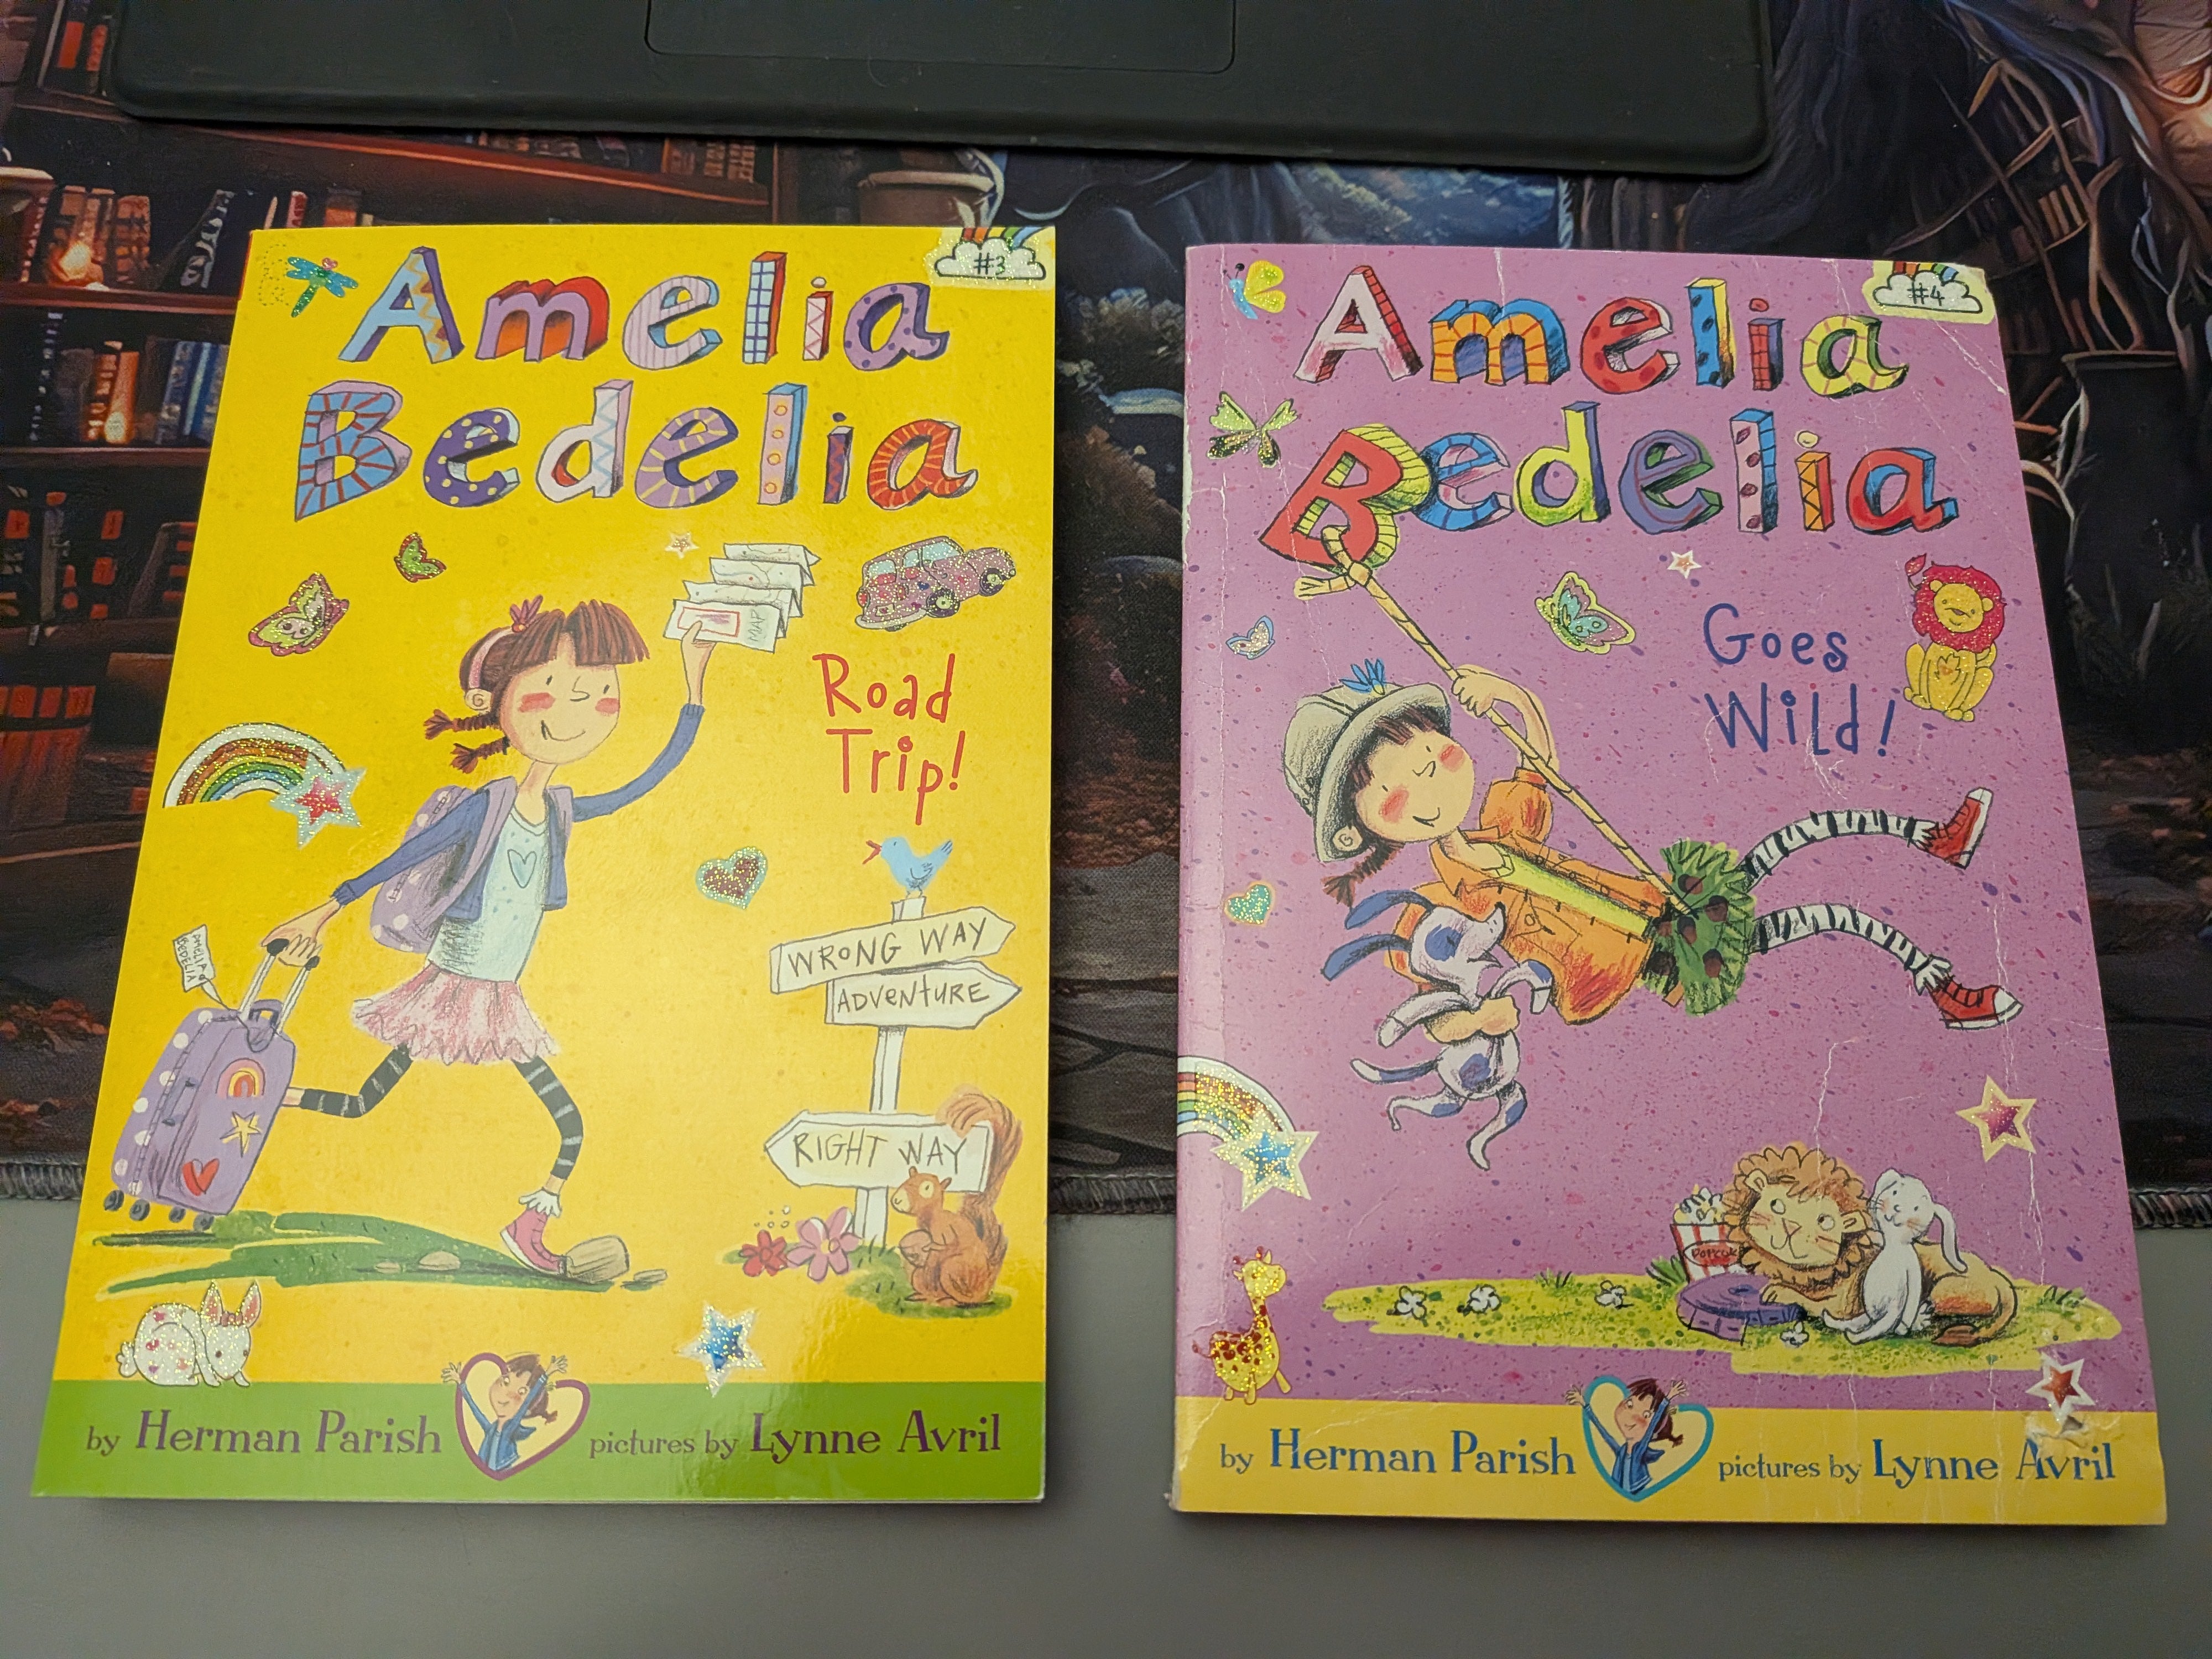 #3
Amelia
Bedelia
MAP
Road
Trip!
AMELIA
BEDELIA
WRONG WAY
ADVENTURE
RIGHT WAY
by Herman Parish pictures by Lynne Avril
#4
Amelia
Bedelia
Goes
Wild!
POPCORN
by Herman Parish pictures by Lynne Avril